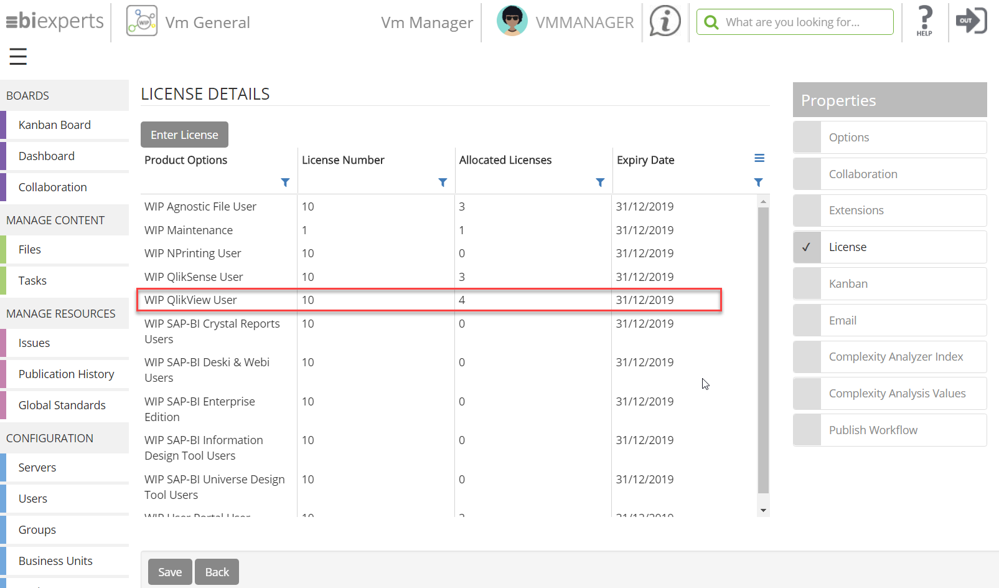 biexperts
WIP
Vm General
Vm Manager
VMMANAGER
What are you looking for...
HELP
OUT
BOARDS
Kanban Board
Dashboard
Collaboration
MANAGE CONTENT
Files
Tasks
MANAGE RESOURCES
Issues
Publication History
Global Standards
CONFIGURATION
Servers
Users
Groups
Business Units
LICENSE DETAILS
Enter License
Product Options License Number Allocated Licenses Expiry Date
WIP Agnostic File User 10 3 31/12/2019
WIP Maintenance 1 1 31/12/2019
WIP NPrinting User 10 0 31/12/2019
WIP QlikSense User 10 3 31/12/2019
WIP QlikView User 10 4 31/12/2019
WIP SAP-BI Crystal Reports 10 0 31/12/2019
Users
WIP SAP-BI Deski & Webi 10 0 31/12/2019
Users
WIP SAP-BI Enterprise 10 0 31/12/2019
Edition
WIP SAP-BI Information 10 0 31/12/2019
Design Tool Users
WIP SAP-BI Universe Design 10 0 31/12/2019
Tool Users
WIP User Portal User 10 31/12/2019
Save
Back
Properties
Options
Collaboration
Extensions
License
Kanban
Email
Complexity Analyzer Index
Complexity Analysis Values
Publish Workflow